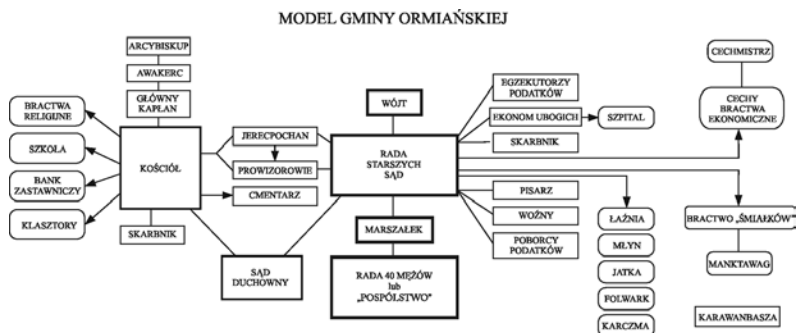 MODEL GMINY ORMIAŃSKIEJ
ARCYBISKUP
AWAKERC
GŁÓWNY
KAPŁAN
BRACTWA
RELIGIJNE
SZKOŁA
BANK
ZASTAWNICZY
KLASZTORY
KOŚCIÓŁ
SKARBNIK
JERECPOCHAN
PROWIZOROWIE
CMENTARZ
SĄD
DUCHOWNY
WÓJT
RADA
STARSZYCH
SĄD
MARSZAŁEK
RADA 40 MĘŻÓW
lub
„POSPÓLSTWO"
EGZEKUTORZY
PODATKÓW
EKONOM UBOGICH
SZPITAL
SKARBNIK
PISARZ
WOŹNY
POBORCY
PODATKÓW
ŁAŹNIA
MŁYN
JATKA
FOLWARK
KARCZMA
CECHMISTRZ
CECHY
BRACTWA
EKONOMICZNE
BRACTWO „ŚMIAŁKÓW"
MANKTAWAG
KARAWANBASZA